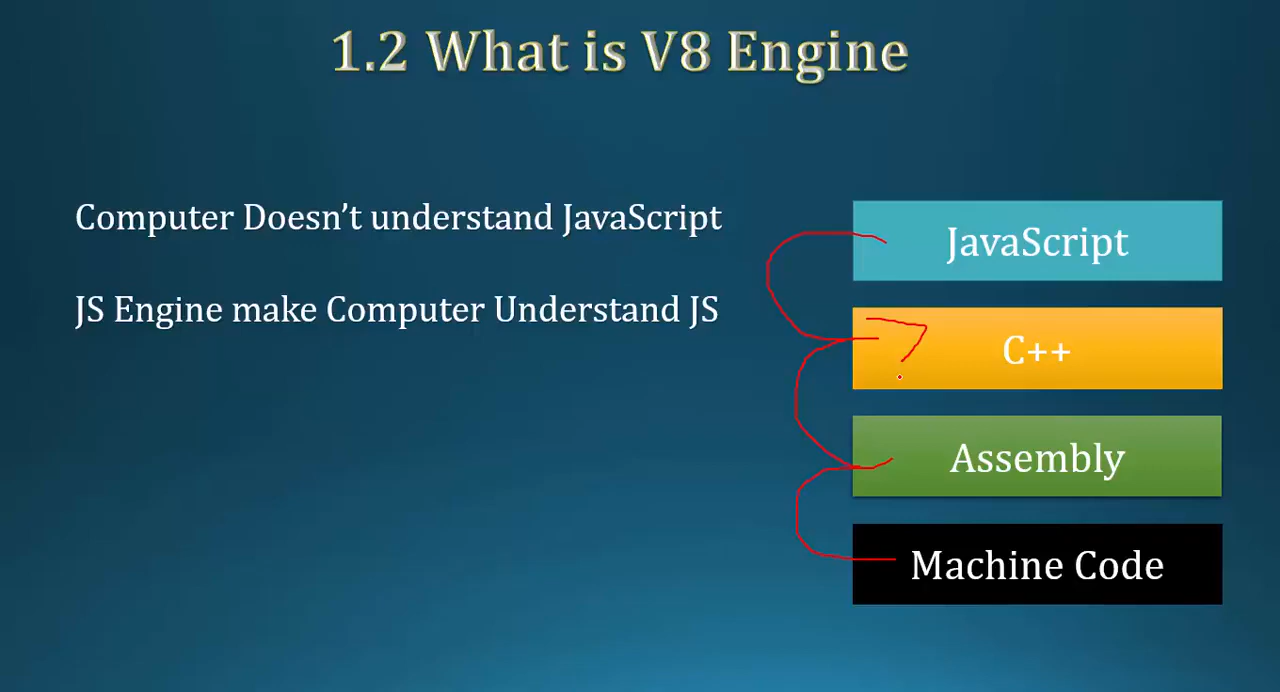 1.2 What is V8 Engine
Computer Doesn’t understand JavaScript
JS Engine make Computer Understand JS
JavaScript
C++
Assembly
Machine Code